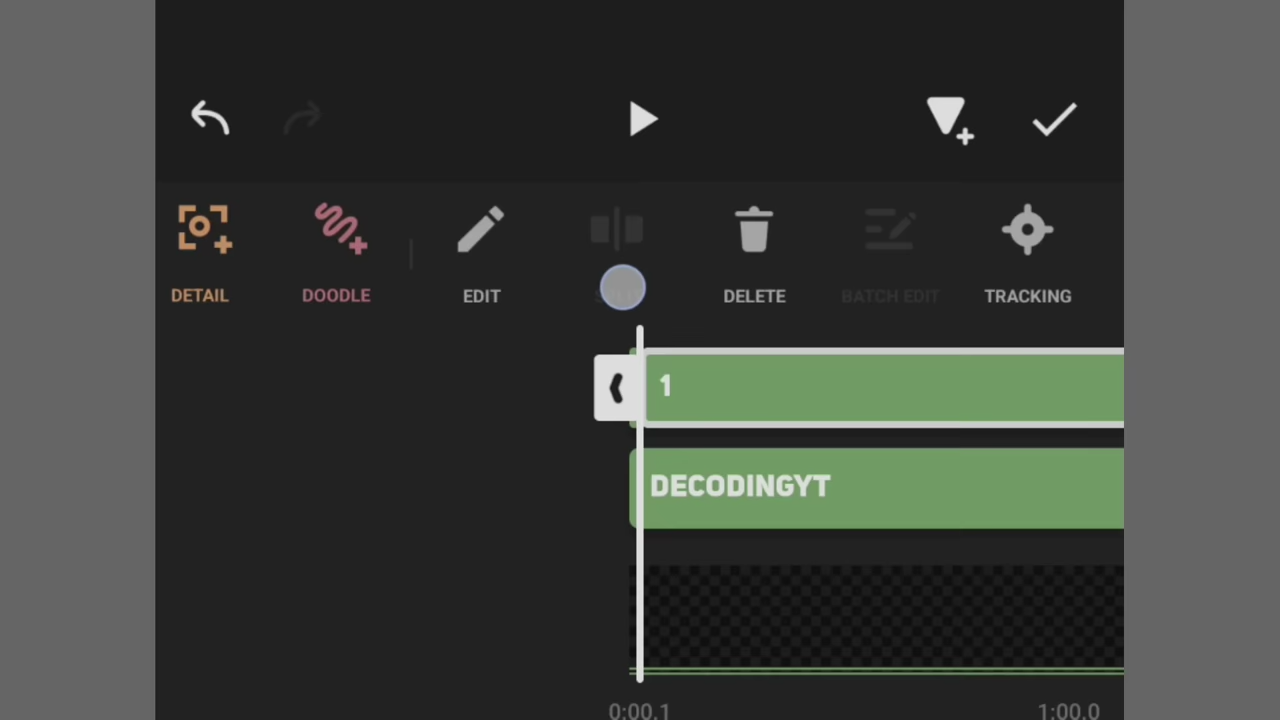 DETAIL
DOODLE
EDIT
DELETE
BATCH EDIT
TRACKING
1
DECODINGYT
0:00.1
1:00.0